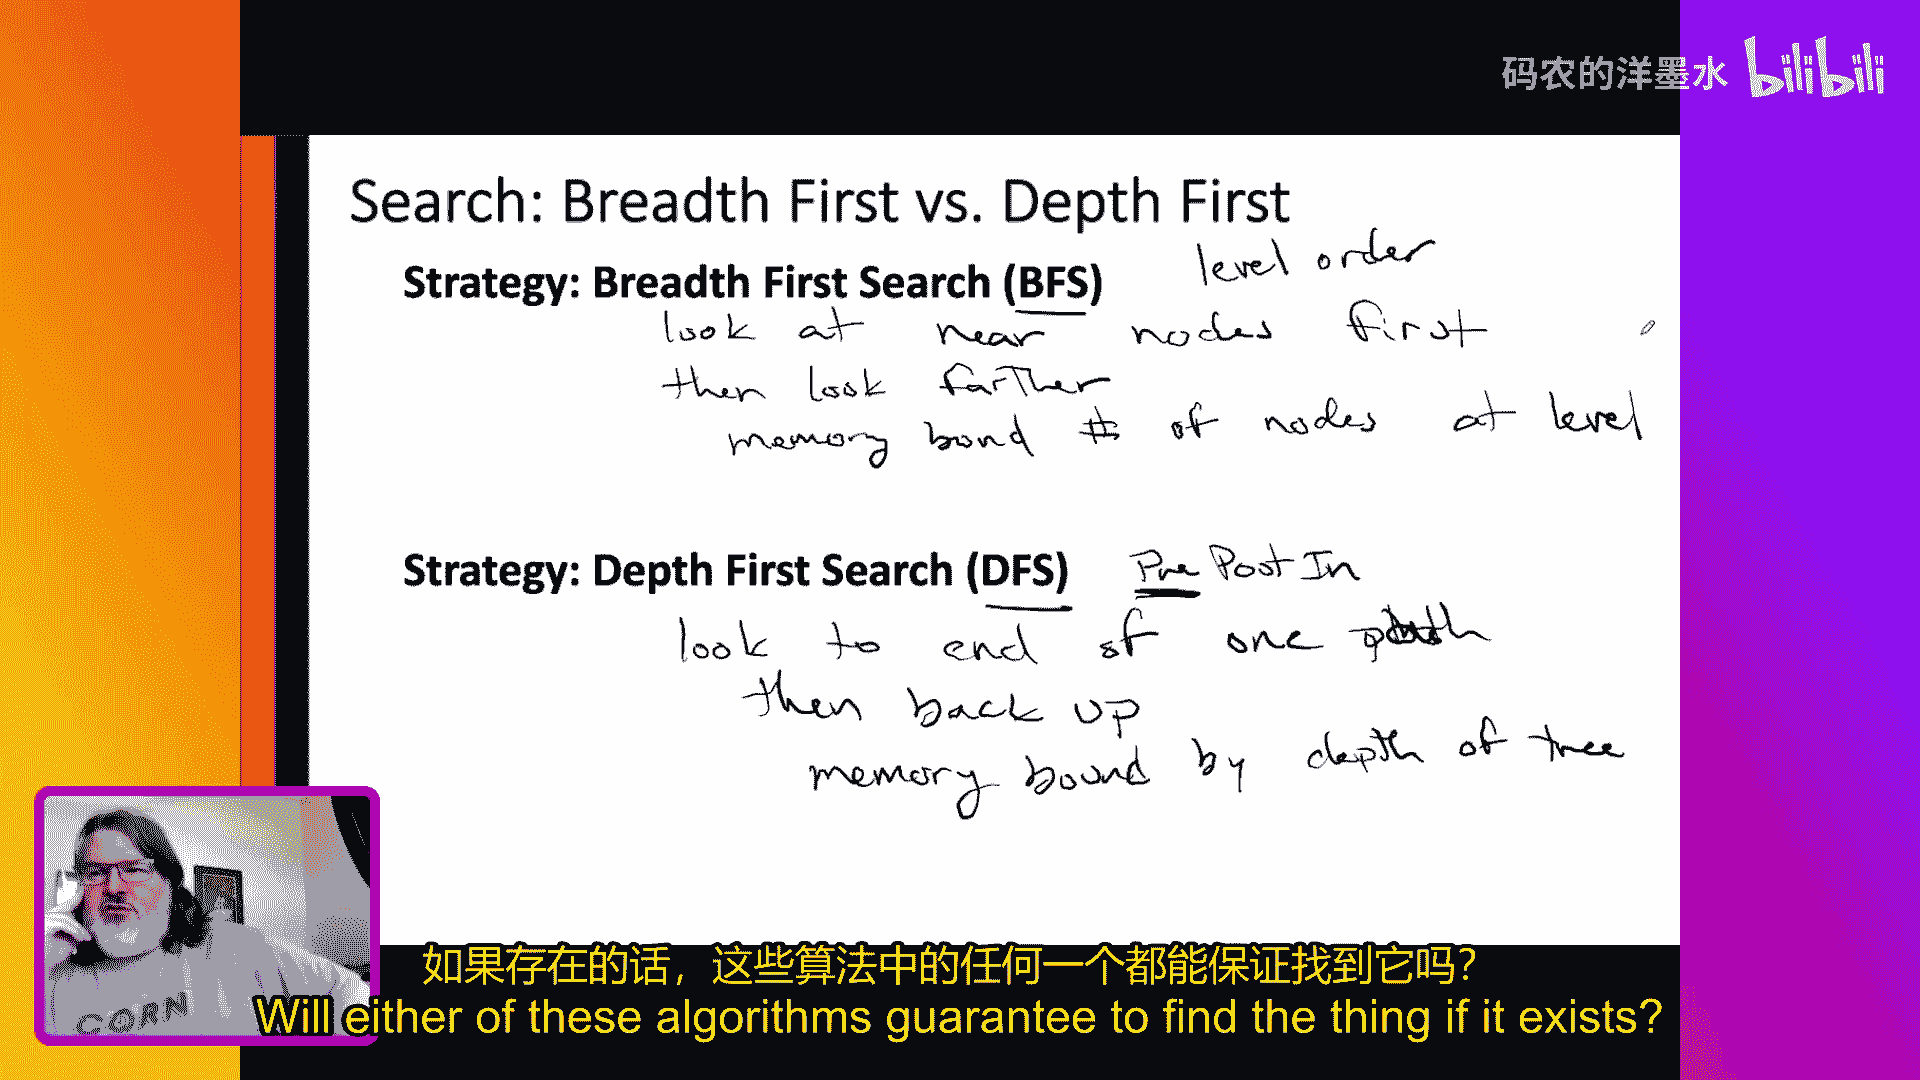 码农的洋墨水 bilibili
Search: Breadth First vs. Depth First
Strategy: Breadth First Search (BFS) level order
look at near nodes first
then look farther
memory bond # of nodes at level
Strategy: Depth First Search (DFS) Pre Post In
look to end of one path
then back up
memory bound by depth of tree
CORN
如果存在的话，这些算法中的任何一个都能保证找到它吗？
Will either of these algorithms guarantee to find the thing if it exists?